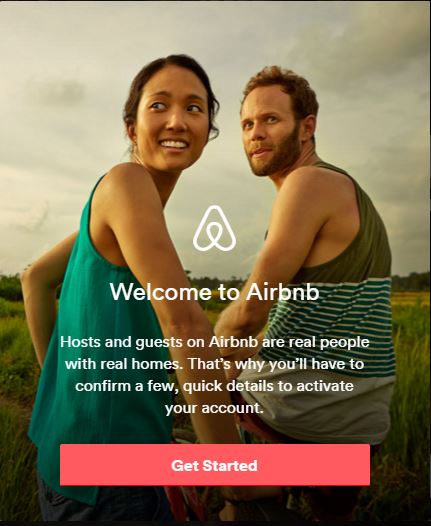 Welcome to Airbnb
Hosts and guests on Airbnb are real people
with real homes. That's why you'll have to
confirm a few, quick details to activate
your account.
Get Started